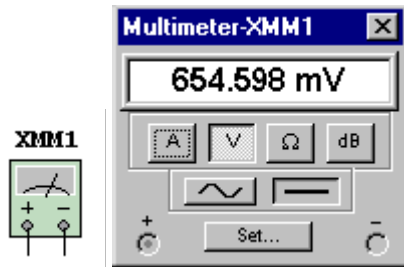 Multimeter-XMM1
654.598 mV
A V Ω dB
XMM1
+ −
+ −
Set...